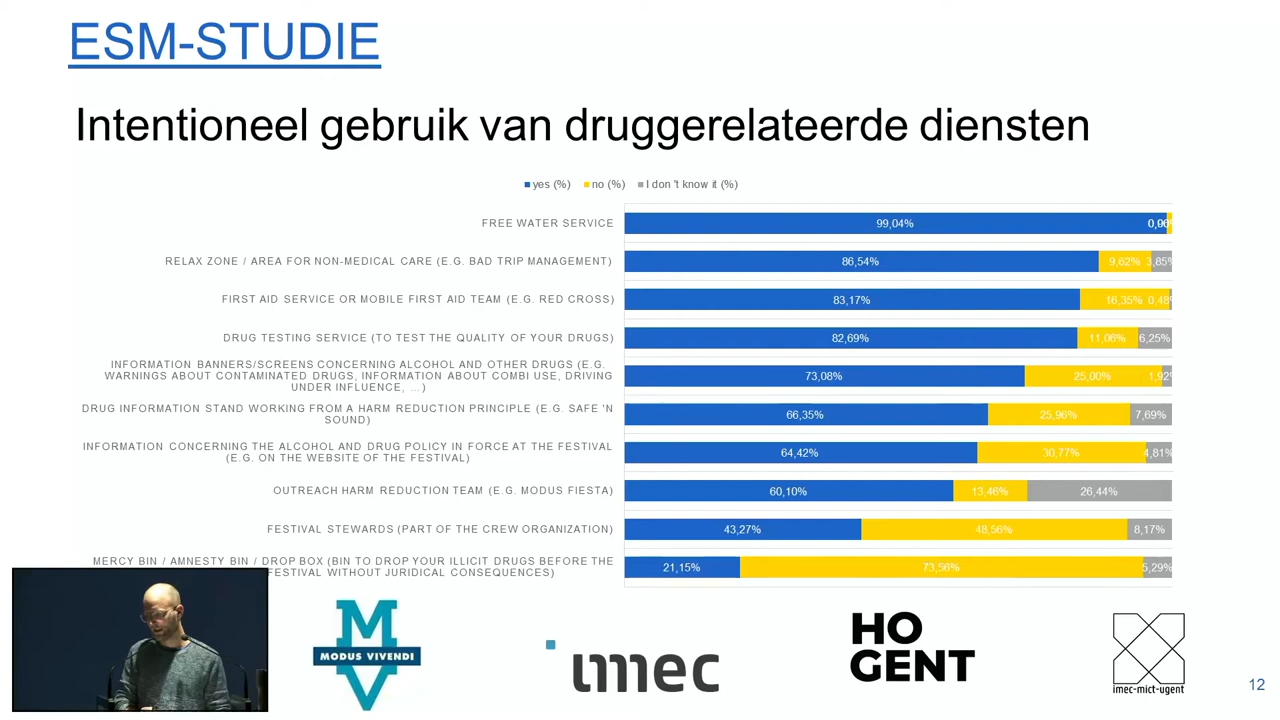 ESM-STUDIE
Intentioneel gebruik van druggerelateerde diensten
yes (%) no (%) I don 't know it (%)
FREE WATER SERVICE 99,04%
RELAX ZONE / AREA FOR NON-MEDICAL CARE (E.G. BAD TRIP MANAGEMENT) 86,54% 9,62% 3,85%
FIRST AID SERVICE OR MOBILE FIRST AID TEAM (E.G. RED CROSS) 83,17% 16,35% 0,48%
DRUG TESTING SERVICE (TO TEST THE QUALITY OF YOUR DRUGS) 82,69% 11,06% 6,25%
INFORMATION BANNERS/SCREENS CONCERNING ALCOHOL AND OTHER DRUGS (E.G.
WARNINGS ABOUT CONTAMINATED DRUGS, INFORMATION ABOUT COMBI USE, DRIVING
UNDER INFLUENCE, ...) 73,08% 25,00% 1,92%
DRUG INFORMATION STAND WORKING FROM A HARM REDUCTION PRINCIPLE (E.G. SAFE 'N
SOUND) 66,35% 25,96% 7,69%
INFORMATION CONCERNING THE ALCOHOL AND DRUG POLICY IN FORCE AT THE FESTIVAL
(E.G. ON THE WEBSITE OF THE FESTIVAL) 64,42% 30,77% 4,81%
OUTREACH HARM REDUCTION TEAM (E.G. MODUS FIESTA) 60,10% 13,46% 26,44%
FESTIVAL STEWARDS (PART OF THE CREW ORGANIZATION) 43,27% 48,56% 8,17%
MERCY BIN / AMNESTY BIN / DROP BOX (BIN TO DROP YOUR ILLICIT DRUGS BEFORE THE
FESTIVAL WITHOUT JURIDICAL CONSEQUENCES) 21,15% 73,56% 5,29%
M
MODUS VIVENDI
V
imec
HO
GENT
imec-mict-ugent
12